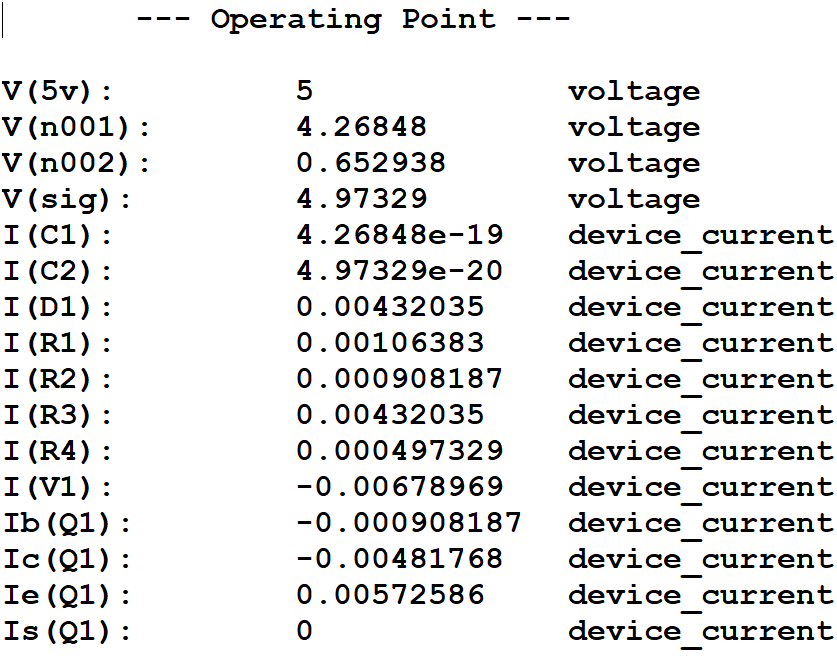 --- Operating Point ---
V(5v): 5 voltage
V(n001): 4.26848 voltage
V(n002): 0.652938 voltage
V(sig): 4.97329 voltage
I(C1): 4.26848e-19 device_current
I(C2): 4.97329e-20 device_current
I(D1): 0.00432035 device_current
I(R1): 0.00106383 device_current
I(R2): 0.000908187 device_current
I(R3): 0.00432035 device_current
I(R4): 0.000497329 device_current
I(V1): -0.00678969 device_current
Ib(Q1): -0.000908187 device_current
Ic(Q1): -0.00481768 device_current
Ie(Q1): 0.00572586 device_current
Is(Q1): 0 device_current